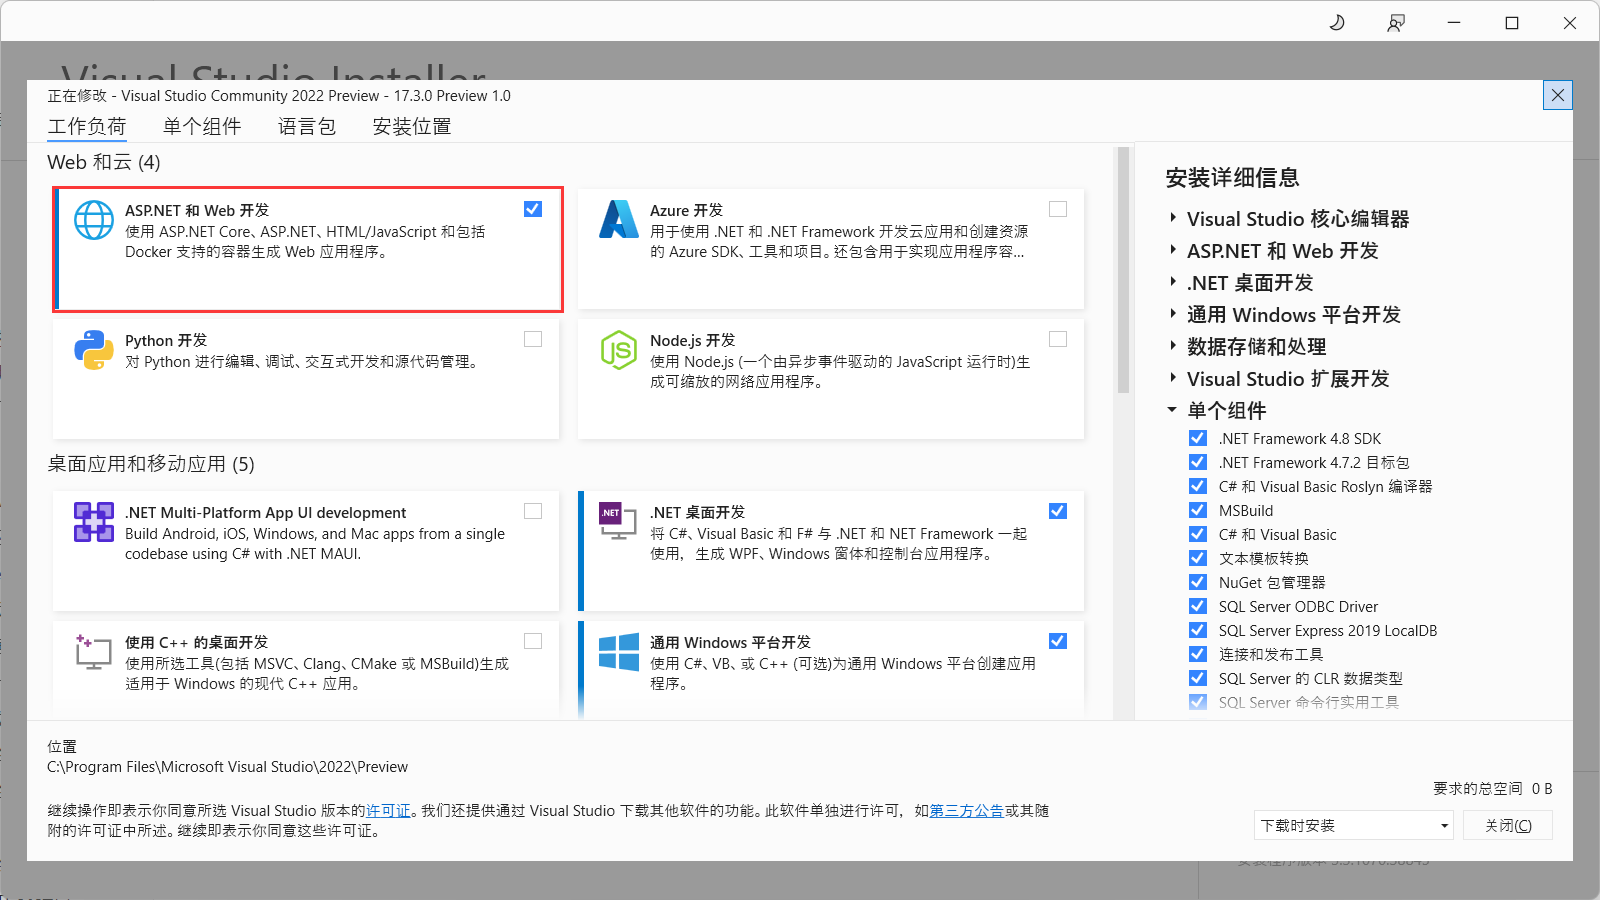 Visual Studio Installer
正在修改 - Visual Studio Community 2022 Preview - 17.3.0 Preview 1.0
工作负荷 单个组件 语言包 安装位置
Web 和云 (4)
ASP.NET 和 Web 开发
使用 ASP.NET Core、ASP.NET、HTML/JavaScript 和包括
Docker 支持的容器生成 Web 应用程序。
Azure 开发
用于使用 .NET 和 .NET Framework 开发云应用和创建资源
的 Azure SDK、工具和项目。还包含用于实现应用程序容...
Python 开发
对 Python 进行编辑、调试、交互式开发和源代码管理。
Node.js 开发
使用 Node.js (一个由异步事件驱动的 JavaScript 运行时)生
成可缩放的网络应用程序。
桌面应用和移动应用 (5)
.NET Multi-Platform App UI development
Build Android, iOS, Windows, and Mac apps from a single
codebase using C# with .NET MAUI.
.NET
.NET 桌面开发
将 C#、Visual Basic 和 F# 与 .NET 和 NET Framework 一起
使用，生成 WPF、Windows 窗体和控制台应用程序。
使用 C++ 的桌面开发
使用所选工具(包括 MSVC、Clang、CMake 或 MSBuild)生成
适用于 Windows 的现代 C++ 应用。
通用 Windows 平台开发
使用 C#、VB、或 C++ (可选)为通用 Windows 平台创建应用
程序。
安装详细信息
Visual Studio 核心编辑器
ASP.NET 和 Web 开发
.NET 桌面开发
通用 Windows 平台开发
数据存储和处理
Visual Studio 扩展开发
单个组件
.NET Framework 4.8 SDK
.NET Framework 4.7.2 目标包
C# 和 Visual Basic Roslyn 编译器
MSBuild
C# 和 Visual Basic
文本模板转换
NuGet 包管理器
SQL Server ODBC Driver
SQL Server Express 2019 LocalDB
连接和发布工具
SQL Server 的 CLR 数据类型
SQL Server 命令行实用工具
位置
C:\Program Files\Microsoft Visual Studio\2022\Preview
继续操作即表示你同意所选 Visual Studio 版本的许可证。我们还提供通过 Visual Studio 下载其他软件的功能。此软件单独进行许可，如第三方公告或其随
附的许可证中所述。继续即表示你同意这些许可证。
要求的总空间 0 B
下载时安装
关闭(C)